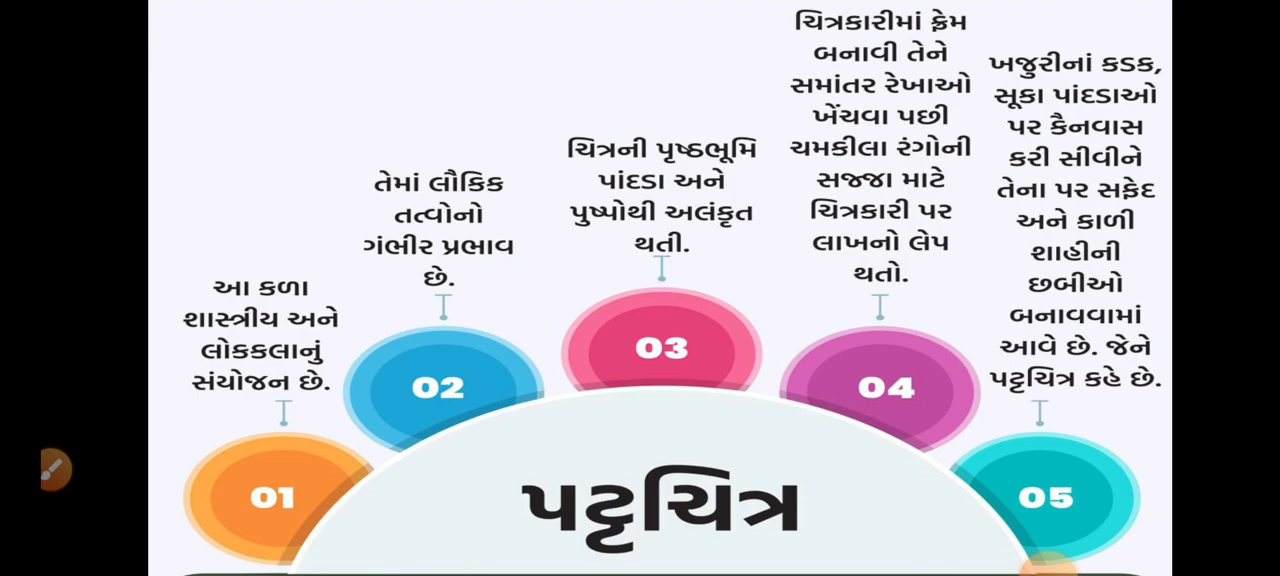 આ કળા
શાસ્ત્રીય અને
લોકકલાનું
સંયોજન છે.
01
તેમાં લૌકિક
તત્વોનો
ગંભીર પ્રભાવ
છે.
02
ચિત્રની પૃષ્ઠભૂમિ
પાંદડા અને
પુષ્પોથી અલંકૃત
થતી.
03
ચિત્રકારીમાં ફ્રેમ
બનાવી તેને
સમાંતર રેખાઓ
ખેંચવા પછી
ચમકીલા રંગોની
સજ્જા માટે
ચિત્રકારી પર
લાખનો લેપ
થતો.
04
ખજુરીનાં કડક,
સૂકા પાંદડાઓ
પર કૈનવાસ
કરી સીવીને
તેના પર સફેદ
અને કાળી
શાહીની
છબીઓ
બનાવવામાં
આવે છે. જેને
પટ્ટચિત્ર કહે છે.
05
પટ્ટચિત્ર